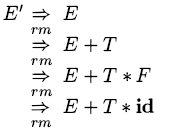 E' ⇒ E
rm
⇒ E + T
rm
⇒ E + T * F
rm
⇒ E + T * id
rm